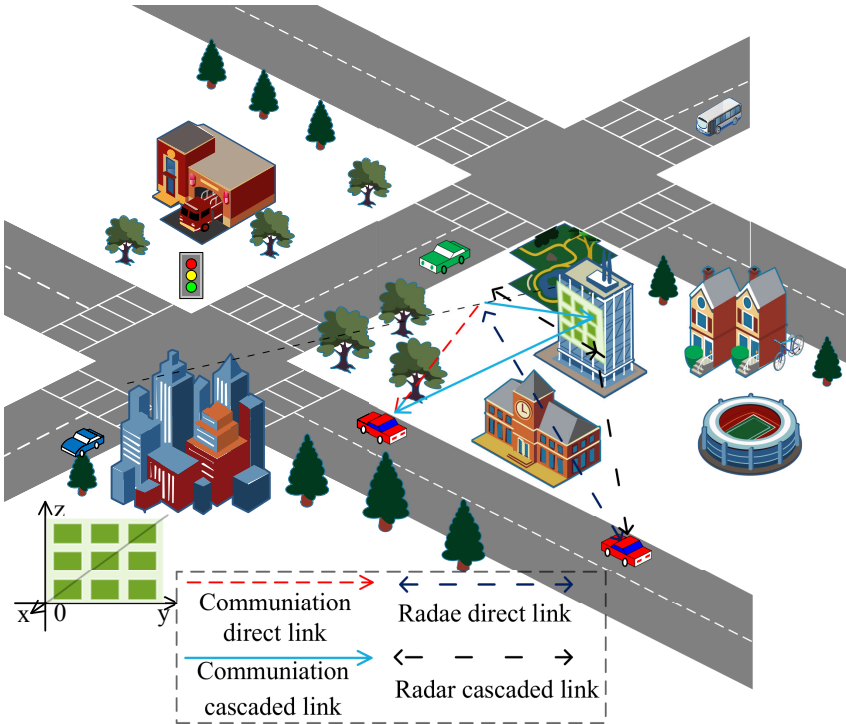 z
x
0
y
Communiation
direct link
Radae direct link
Communiation
cascaded link
Radar cascaded link